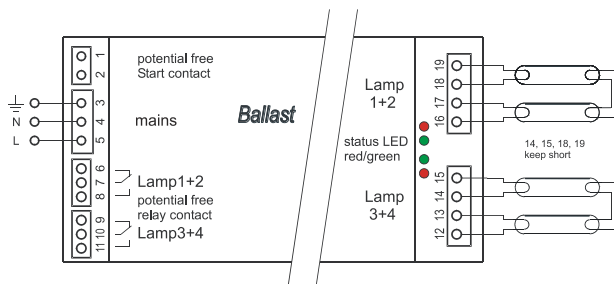 1
2
potential free
Start contact
3
N
4
mains
L
5
Ballast
6
7
8
Lamp1+2
potential free
relay contact
9
10
11
Lamp3+4
Lamp
1+2
19
18
17
16
status LED
red/green
14, 15, 18, 19
keep short
Lamp
3+4
15
14
13
12